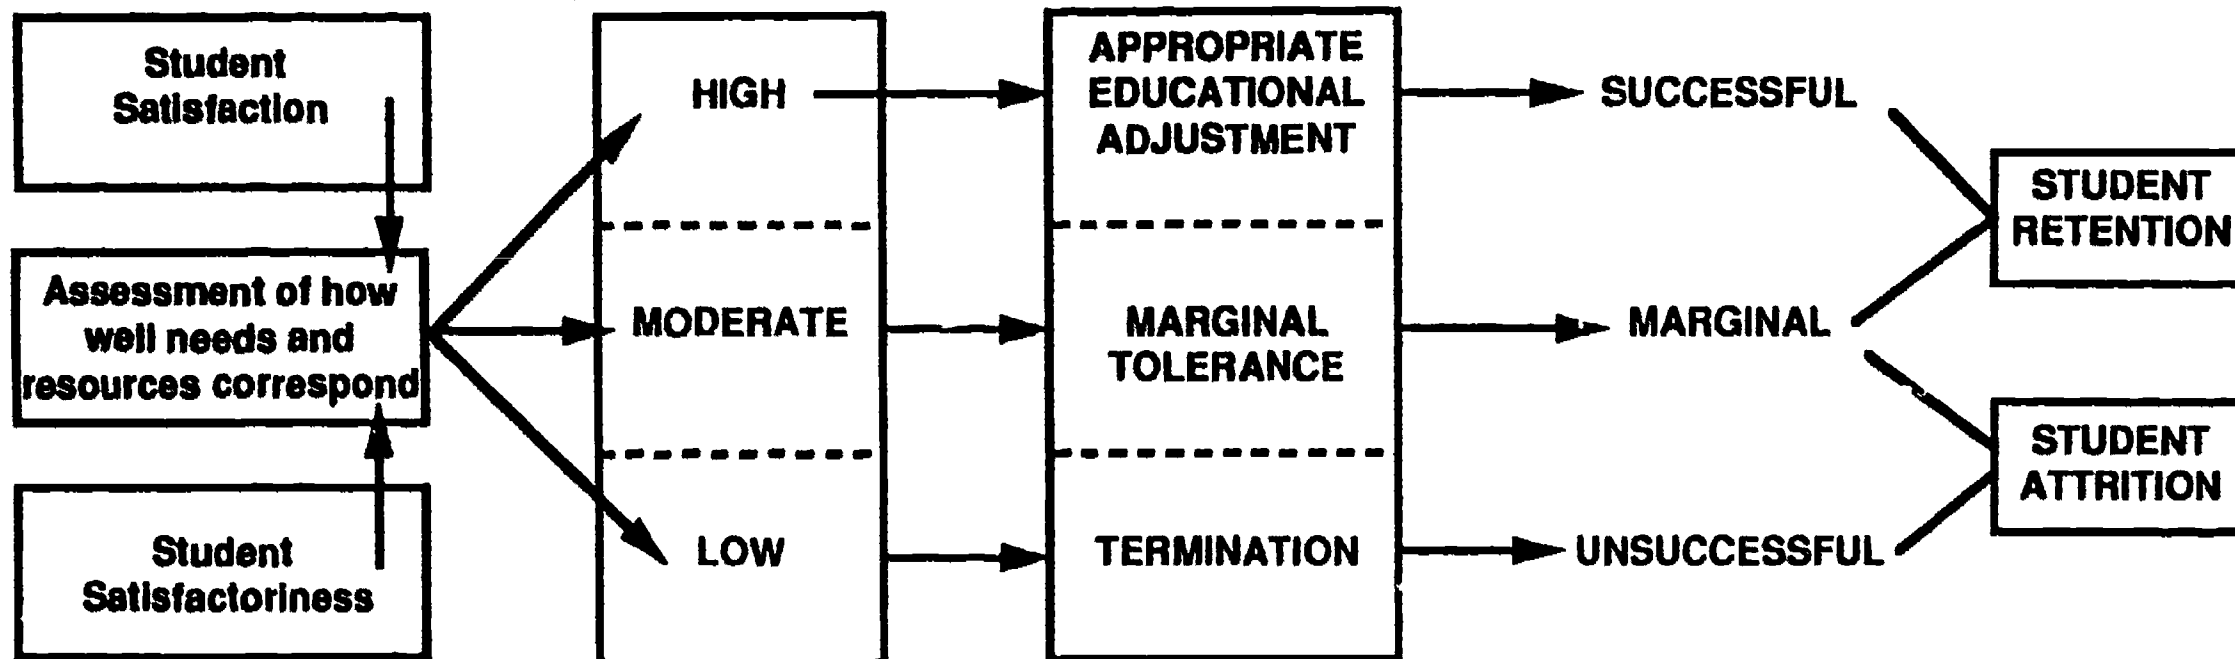 Student
Satisfaction
Assessment of how
well needs and
resources correspond
Student
Satisfactoriness
HIGH
MODERATE
LOW
APPROPRIATE
EDUCATIONAL
ADJUSTMENT
MARGINAL
TOLERANCE
TERMINATION
SUCCESSFUL
MARGINAL
UNSUCCESSFUL
STUDENT
RETENTION
STUDENT
ATTRITION